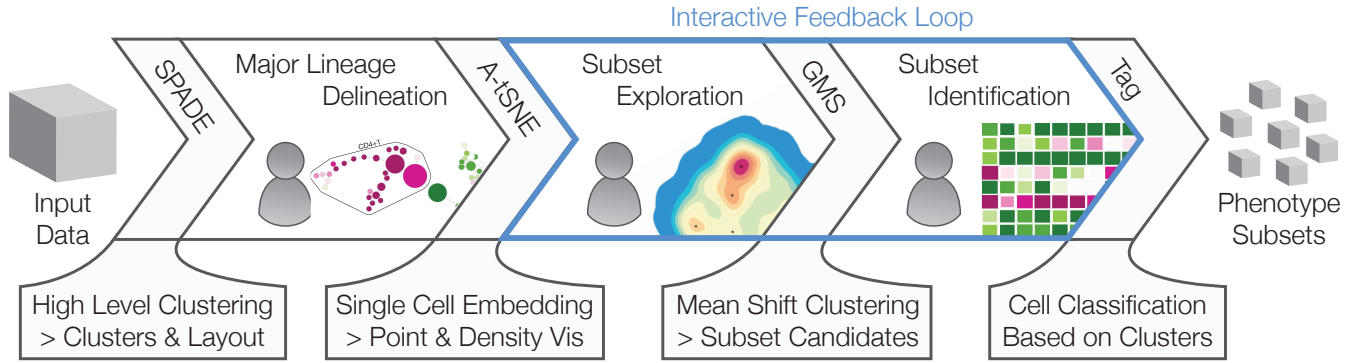 Interactive Feedback Loop
Input
Data
SPADE
Major Lineage
Delineation
CD4+T
A-tSNE
Subset
Exploration
GMS
Subset
Identification
Tag
Phenotype
Subsets
High Level Clustering
> Clusters & Layout
Single Cell Embedding
> Point & Density Vis
Mean Shift Clustering
> Subset Candidates
Cell Classification
Based on Clusters